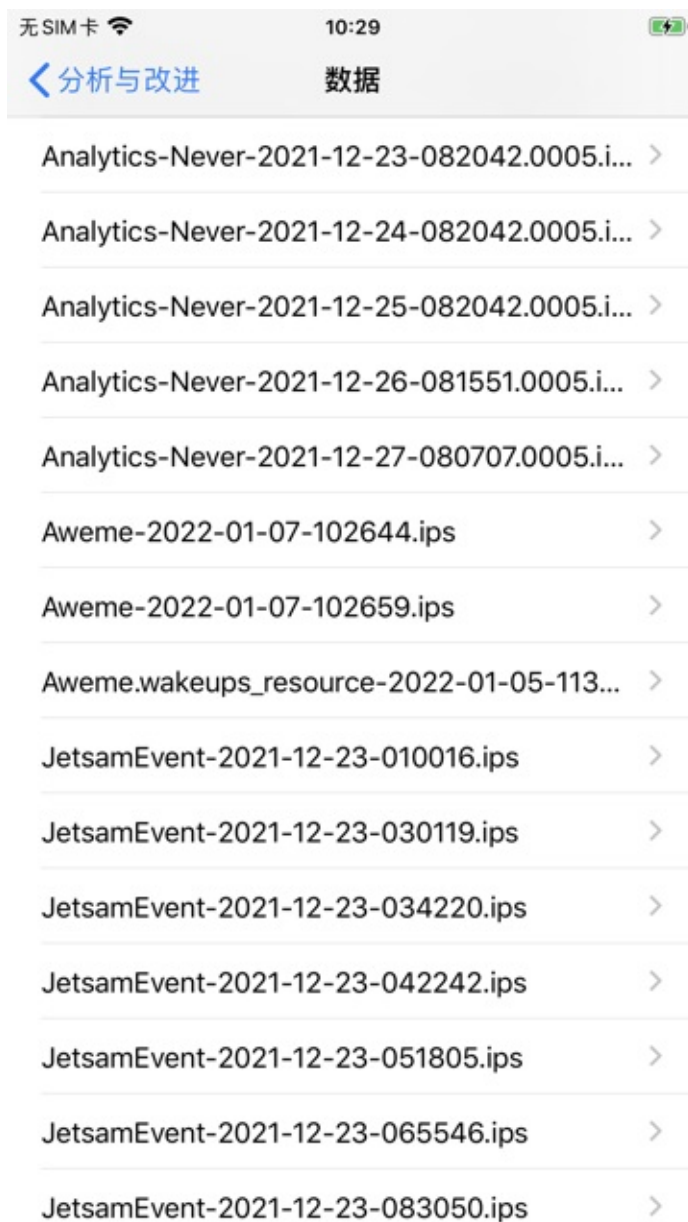 无SIM卡 10:29
分析与改进 数据
Analytics-Never-2021-12-23-082042.0005.i...
Analytics-Never-2021-12-24-082042.0005.i...
Analytics-Never-2021-12-25-082042.0005.i...
Analytics-Never-2021-12-26-081551.0005.i...
Analytics-Never-2021-12-27-080707.0005.i...
Aweme-2022-01-07-102644.ips
Aweme-2022-01-07-102659.ips
Aweme.wakeups_resource-2022-01-05-113...
JetsamEvent-2021-12-23-010016.ips
JetsamEvent-2021-12-23-030119.ips
JetsamEvent-2021-12-23-034220.ips
JetsamEvent-2021-12-23-042242.ips
JetsamEvent-2021-12-23-051805.ips
JetsamEvent-2021-12-23-065546.ips
JetsamEvent-2021-12-23-083050.ips